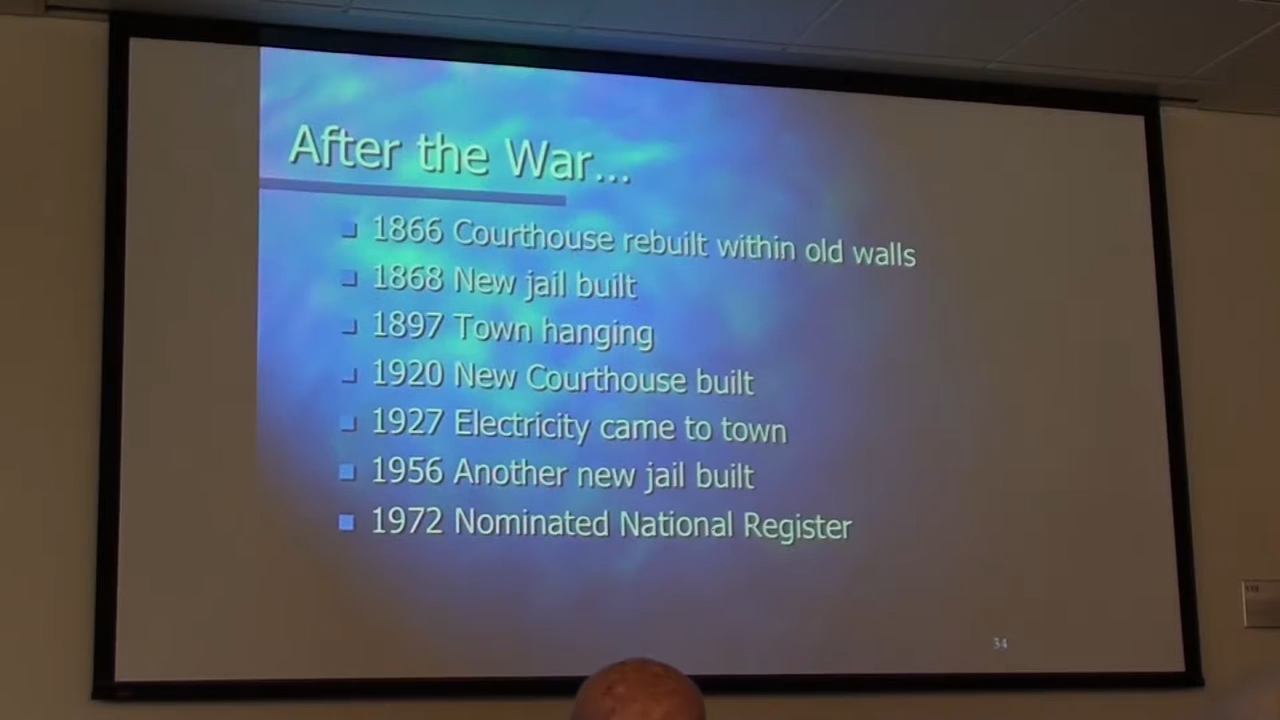 After the War...
1866 Courthouse rebuilt within old walls
1868 New jail built
1897 Town hanging
1920 New Courthouse built
1927 Electricity came to town
1956 Another new jail built
1972 Nominated National Register
34